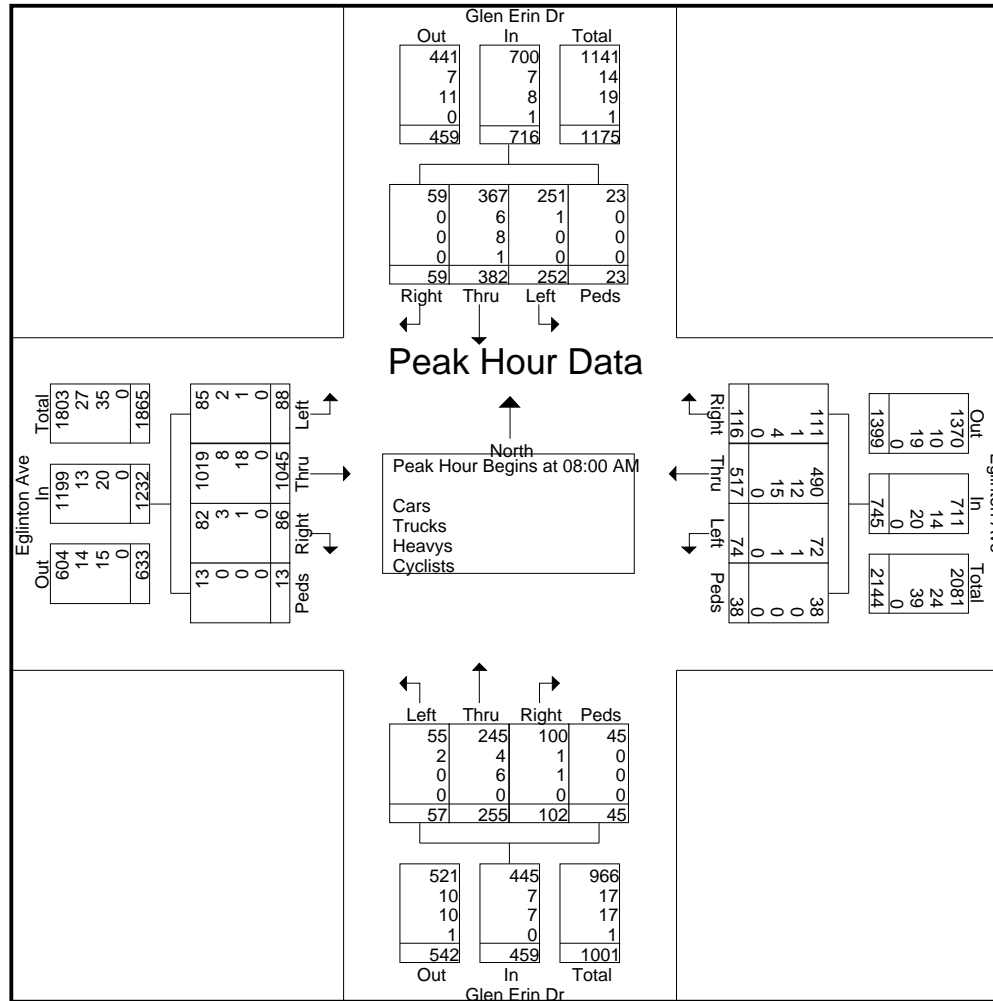 Glen Erin Dr
Out In Total
441 700 1141
7 7 14
11 8 19
0 1 1
459 716 1175
59 367 251 23
0 6 1 0
0 8 0 0
0 1 0 0
59 382 252 23
Right Thru Left Peds
Peak Hour Data
North
Peak Hour Begins at 08:00 AM
Cars
Trucks
Heavys
Cyclists
Eglinton Ave
Out In Total
604 1199 1803
14 13 27
15 20 35
0 0 0
633 1232 1865
Peds Right Thru Left
13 82 1019 85
0 3 8 2
0 1 18 1
0 0 0 0
13 86 1045 88
Right Thru Left Peds
111 490 72 38
1 12 1 0
4 15 1 0
0 0 0 0
116 517 74 38
Out In Total
1370 711 2081
10 14 24
19 20 39
0 0 0
1399 745 2144
Left Thru Right Peds
55 245 100 45
2 4 1 0
0 6 1 0
0 0 0 0
57 255 102 45
521 445 966
10 7 17
10 7 17
1 0 1
542 459 1001
Out In Total
Glen Erin Dr